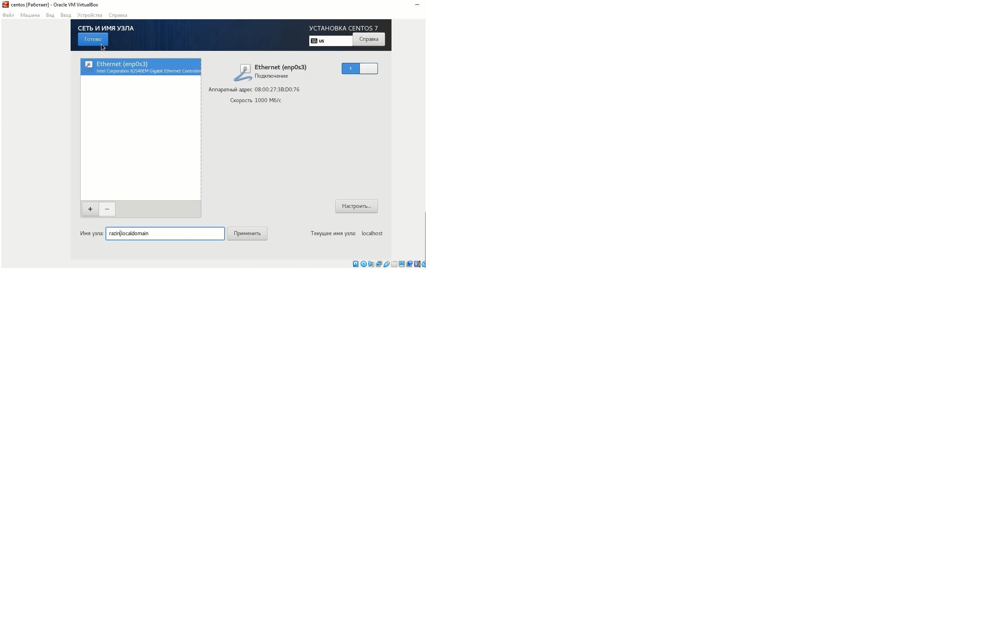 centos [Работает] - Oracle VM VirtualBox
Файл Машина Вид Ввод Устройства Справка
СЕТЬ И ИМЯ УЗЛА
УСТАНОВКА CENTOS 7
Готово
us
Справка
Ethernet (enp0s3)
Intel Corporation 82540EM Gigabit Ethernet Controller
Ethernet (enp0s3)
Подключение
Аппаратный адрес 08:00:27:3B:D0:76
Скорость 1000 Мб/с
+ −
Настроить...
Имя узла: razin.localdomain Применить Текущее имя узла: localhost